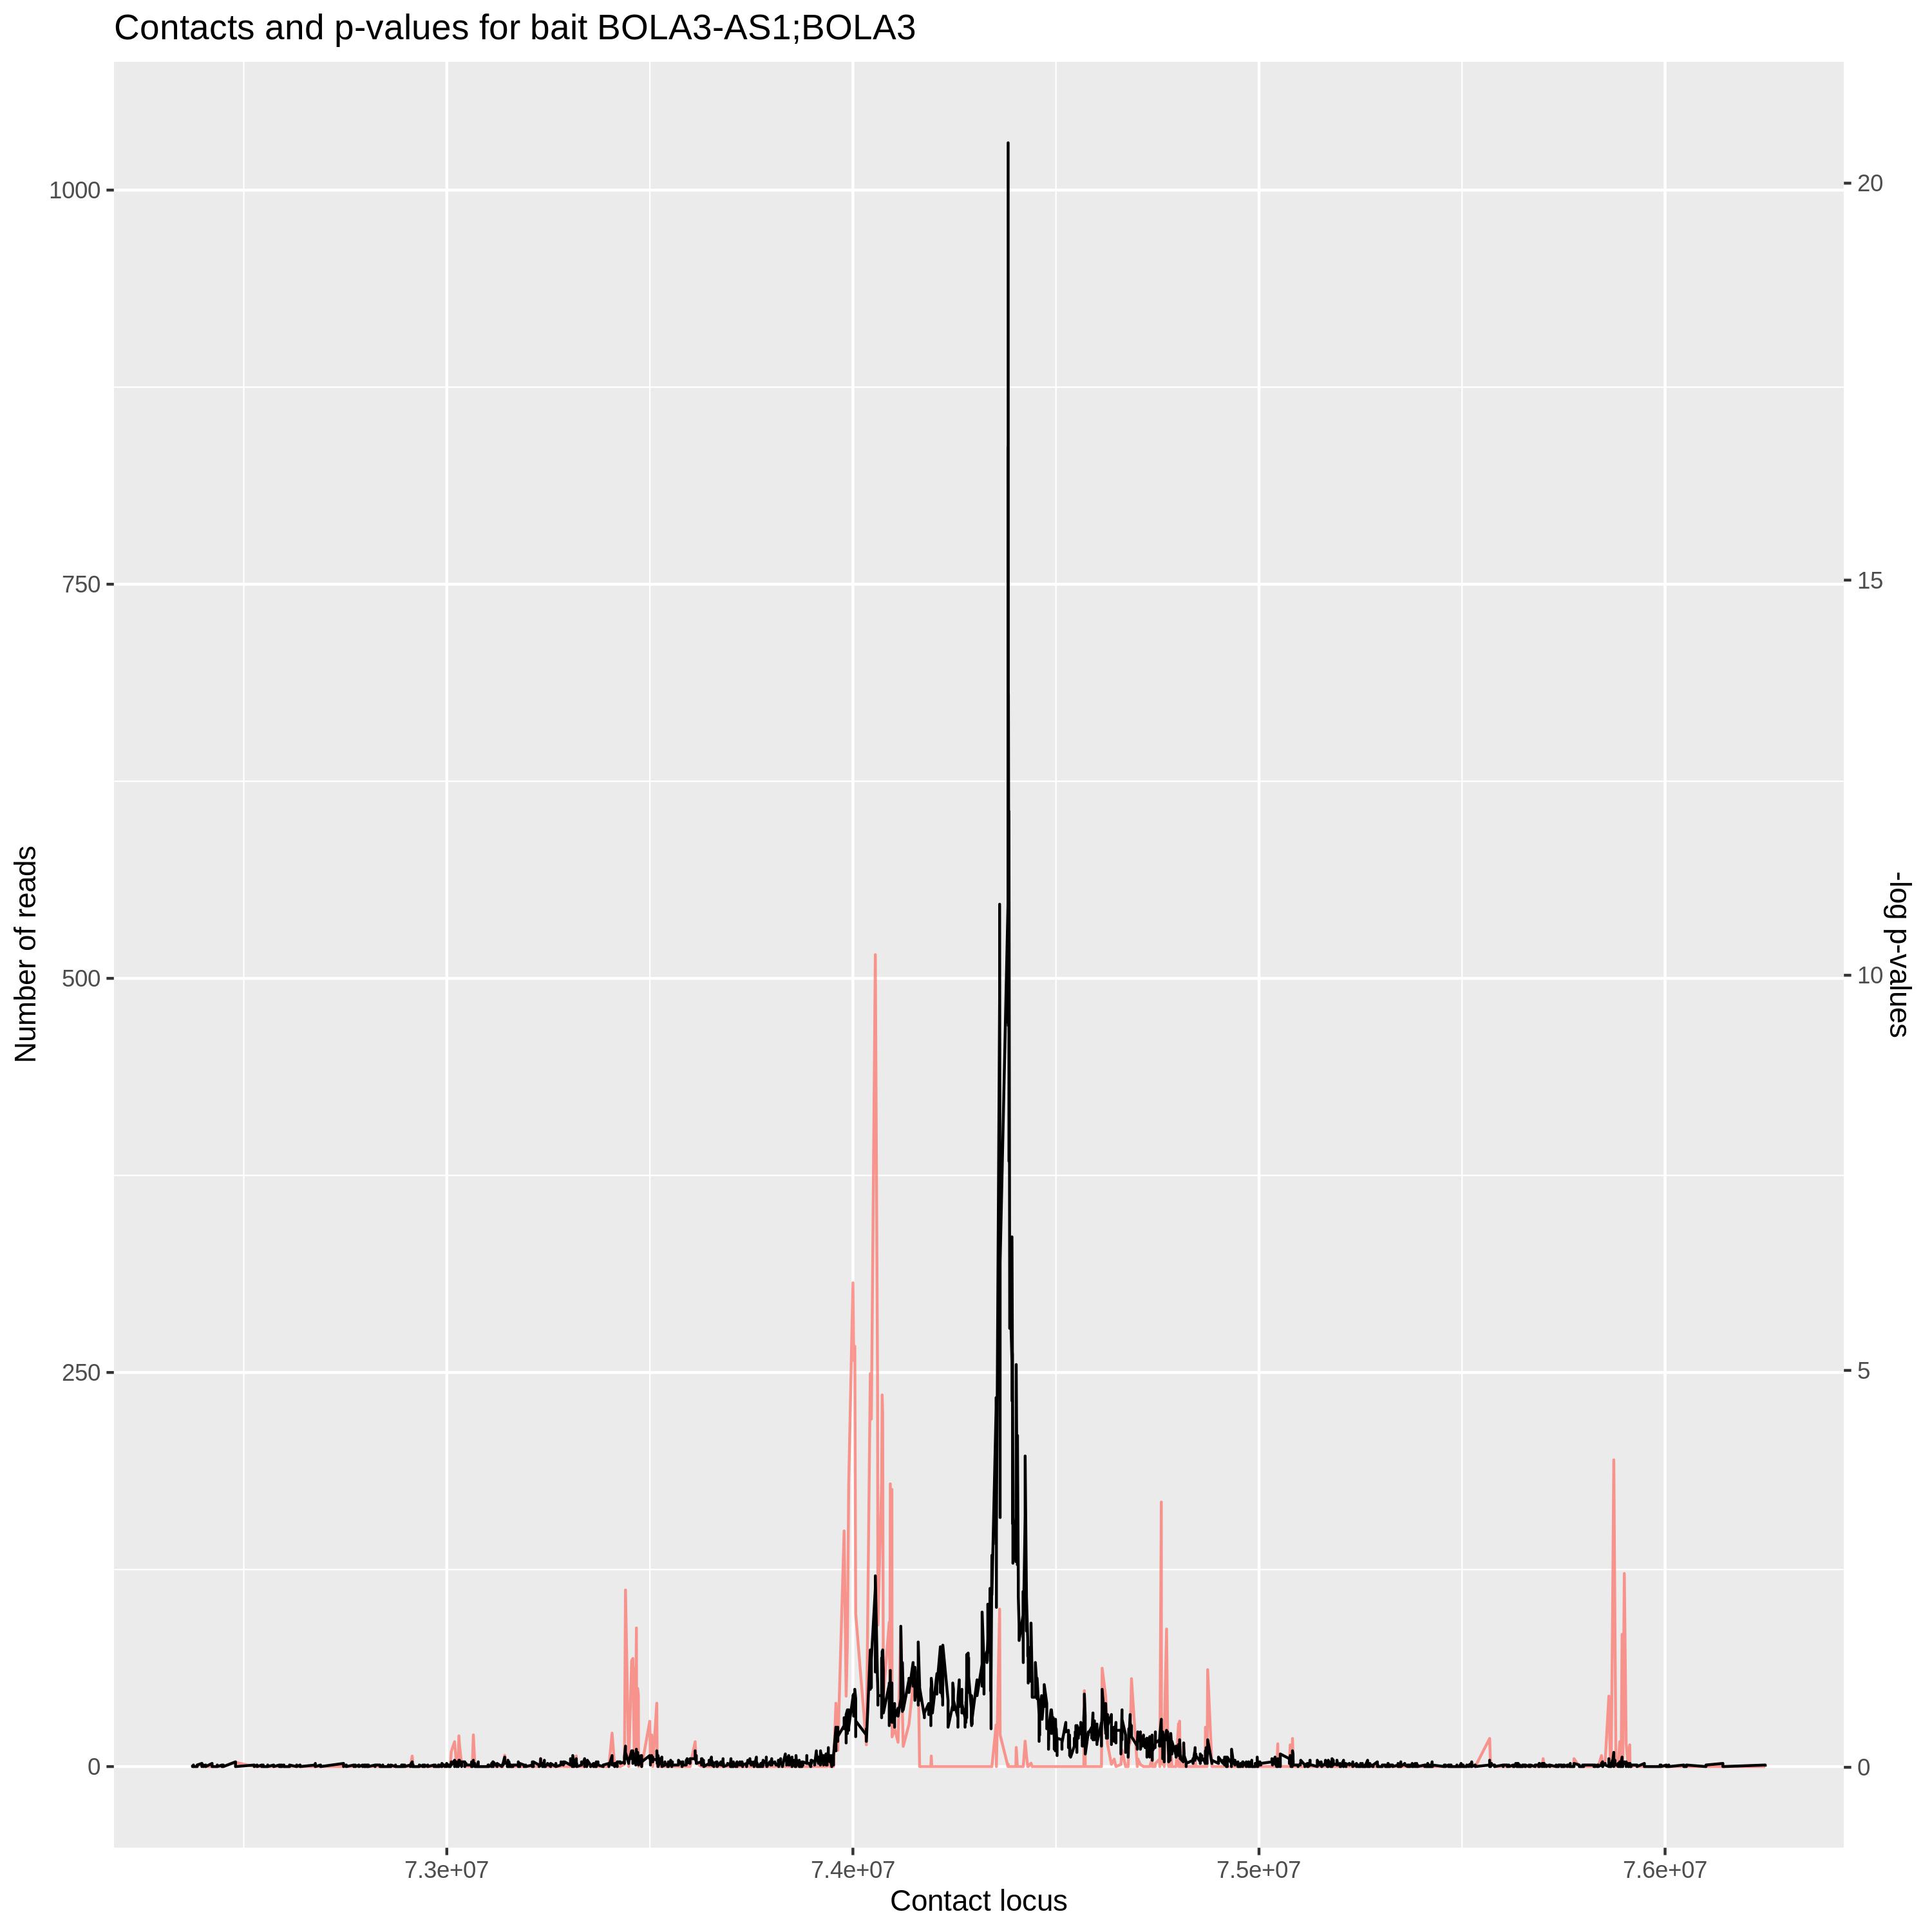 Contacts and p-values for bait BOLA3-AS1;BOLA3
1000
750
500
250
0
Number of reads
20
15
10
5
0
-log p-values
7.3e+07 7.4e+07 7.5e+07 7.6e+07
Contact locus